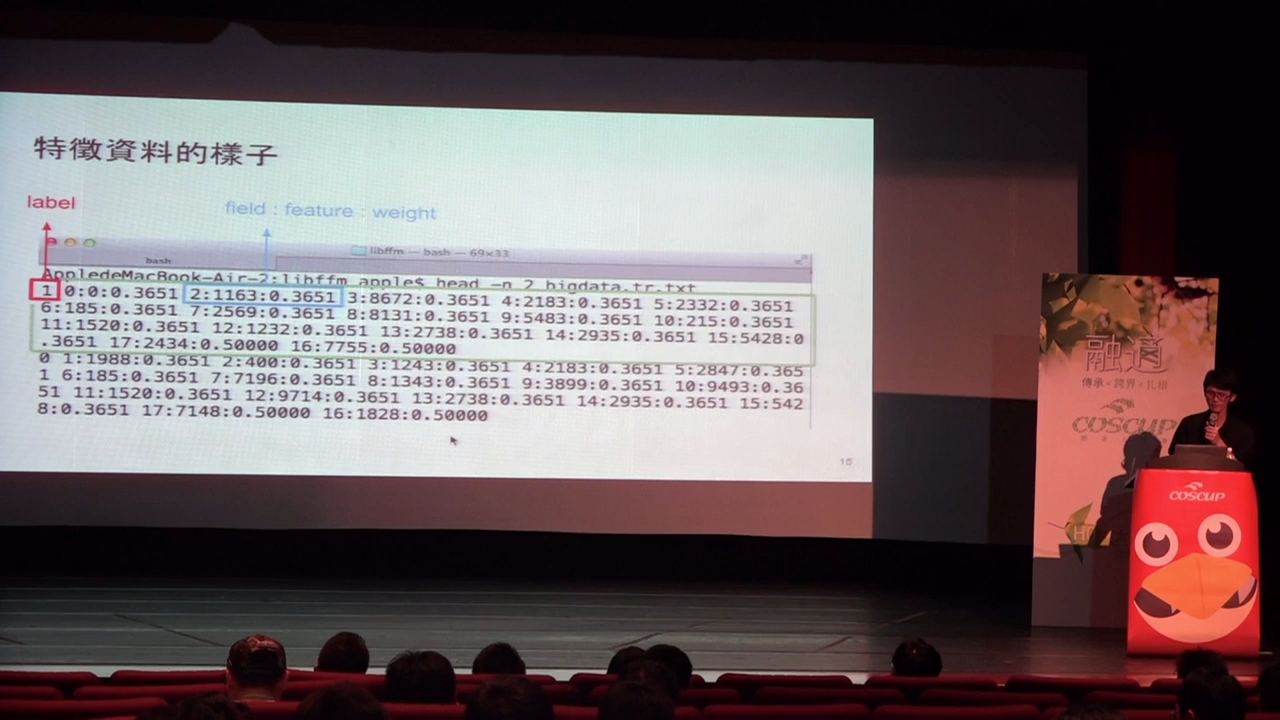 特徵資料的樣子
label
field : feature : weight
libffm — bash — 69×33
bash
AppledeMacBook-Air-2:libffm apple$ head -n 2 bigdata.tr.txt
1 0:0:0.3651 2:1163:0.3651 3:8672:0.3651 4:2183:0.3651 5:2332:0.3651
6:185:0.3651 7:2569:0.3651 8:8131:0.3651 9:5483:0.3651 10:215:0.3651
11:1520:0.3651 12:1232:0.3651 13:2738:0.3651 14:2935:0.3651 15:5428:0
.3651 17:2434:0.50000 16:7755:0.50000
0 1:1988:0.3651 2:400:0.3651 3:1243:0.3651 4:2183:0.3651 5:2847:0.365
1 6:185:0.3651 7:7196:0.3651 8:1343:0.3651 9:3899:0.3651 10:9493:0.36
51 11:1520:0.3651 12:9714:0.3651 13:2738:0.3651 14:2935:0.3651 15:542
8:0.3651 17:7148:0.50000 16:1828:0.50000
15
融適
傳承×跨界×扎根
COSCUP
COSCUP